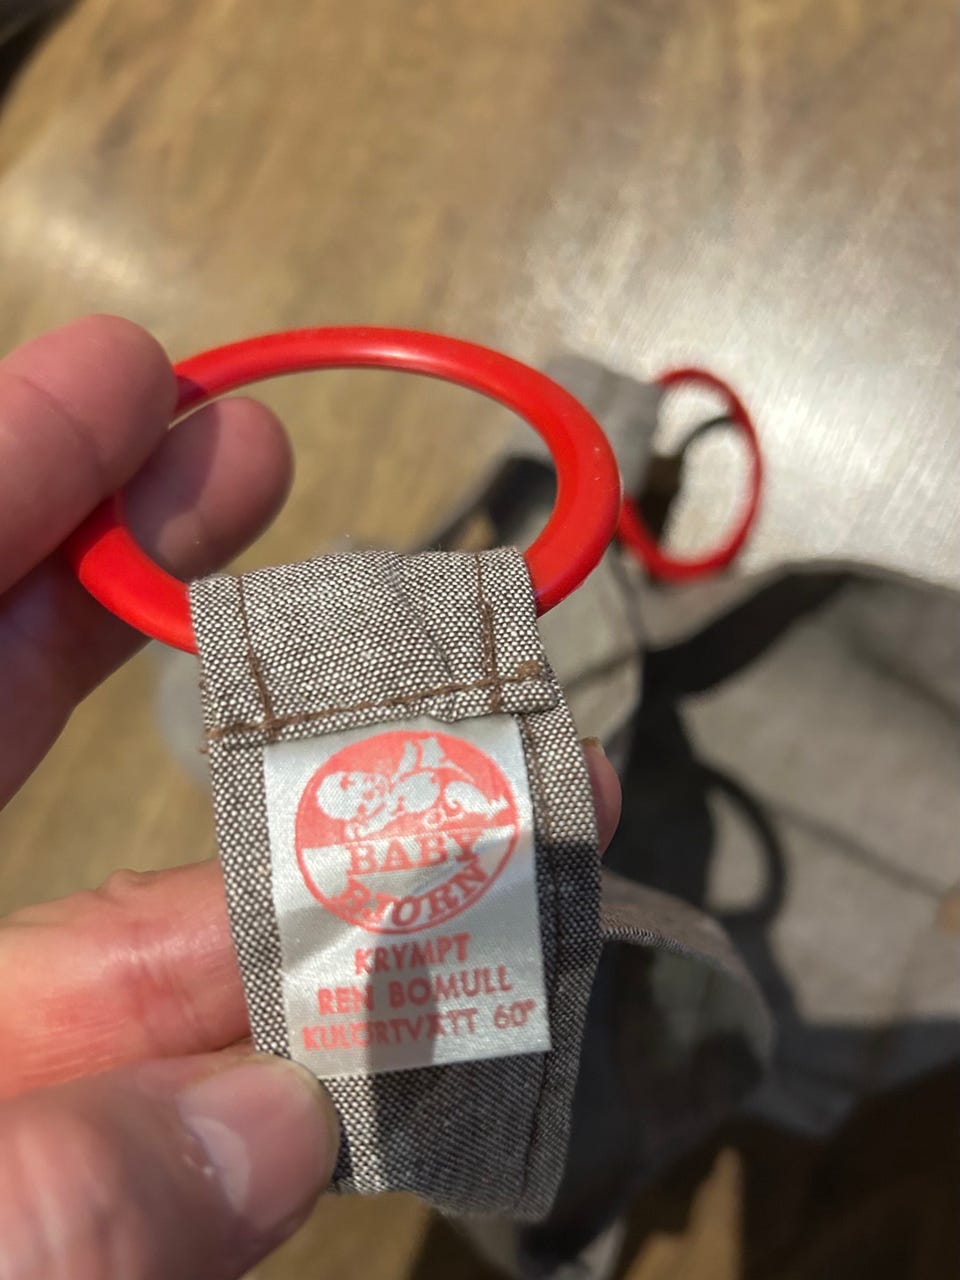 BABY
BJÖRN
KRYMPT
REN BOMULL
KULÖRTVÄTT 60°